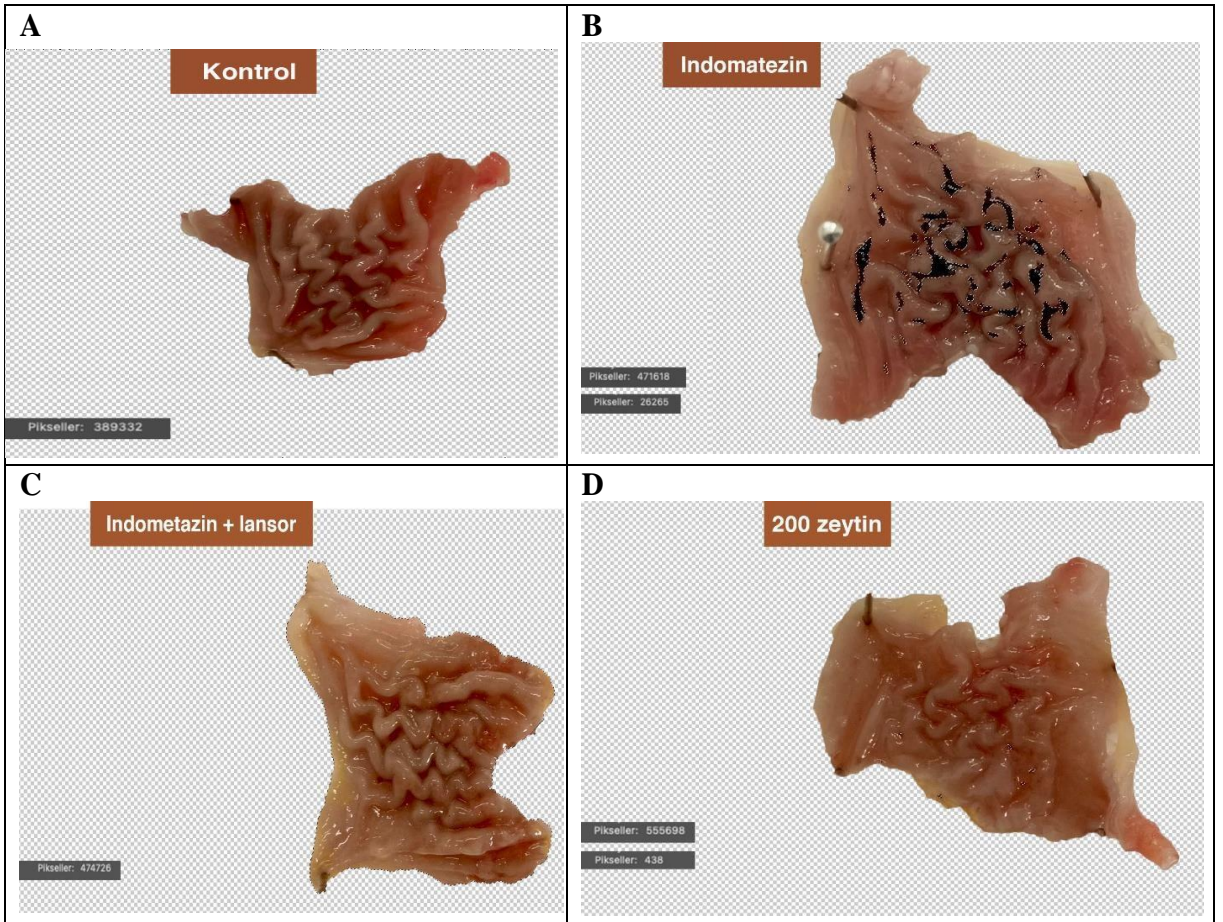 A
Kontrol
Pikseller: 389332
B
Indomatezin
Pikseller: 471618
Pikseller: 26265
C
Indometazin + lansor
Pikseller: 474726
D
200 zeytin
Pikseller: 555698
Pikseller: 438